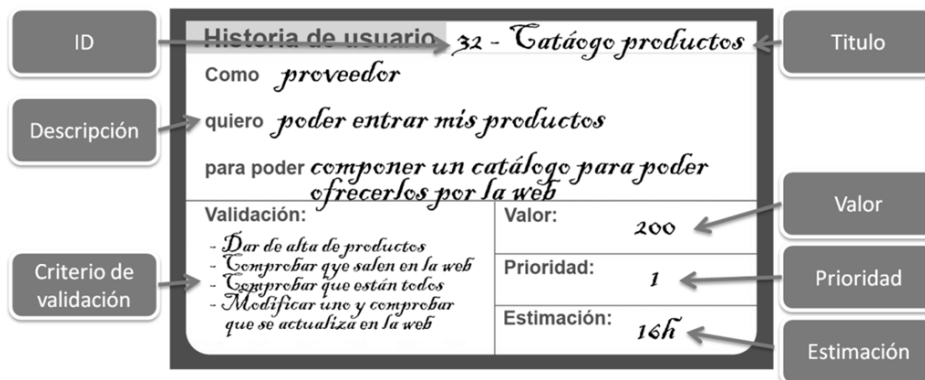 ID
Historia de usuario 32 - Catáogo productos
Titulo
Como proveedor
Descripción
quiero poder entrar mis productos
para poder componer un catálogo para poder
ofrecerlos por la web
Validación:
- Dar de alta de productos
- Comprobar qye salen en la web
- Comprobar que están todos
- Modificar uno y comprobar
que se actualiza en la web
Criterio de
validación
Valor:
200
Valor
Prioridad:
1
Prioridad
Estimación:
16h
Estimación